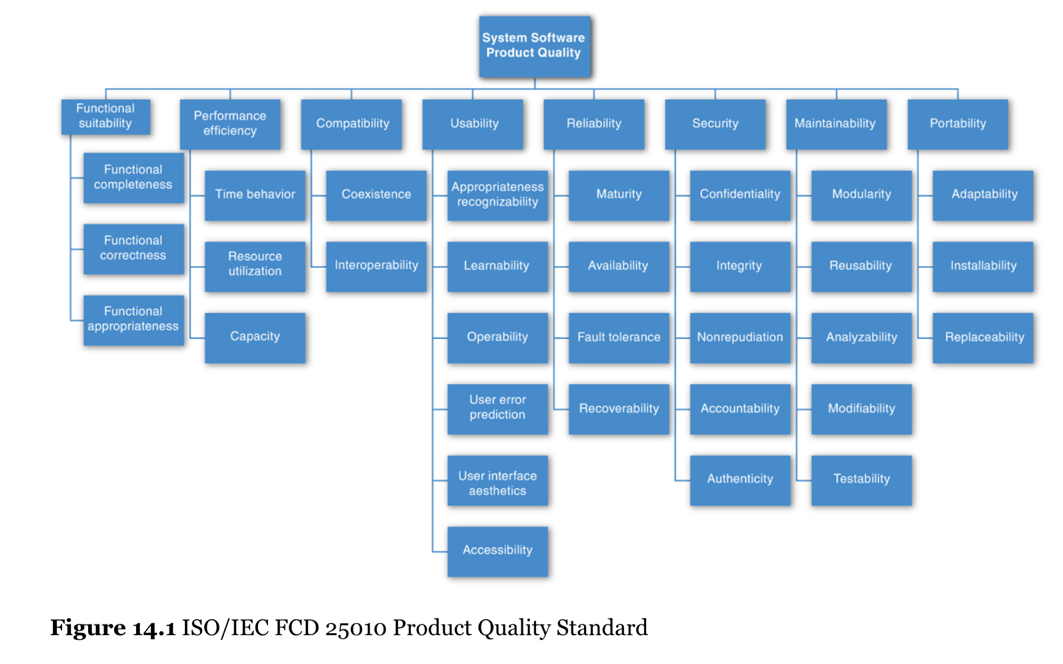 System Software
Product Quality
Functional
suitability
Functional
completeness
Functional
correctness
Functional
appropriateness
Performance
efficiency
Time behavior
Resource
utilization
Capacity
Compatibility
Coexistence
Interoperability
Usability
Appropriateness
recognizability
Learnability
Operability
User error
prediction
User interface
aesthetics
Accessibility
Reliability
Maturity
Availability
Fault tolerance
Recoverability
Security
Confidentiality
Integrity
Nonrepudiation
Accountability
Authenticity
Maintainability
Modularity
Reusability
Analyzability
Modifiability
Testability
Portability
Adaptability
Installability
Replaceability
Figure 14.1 ISO/IEC FCD 25010 Product Quality Standard